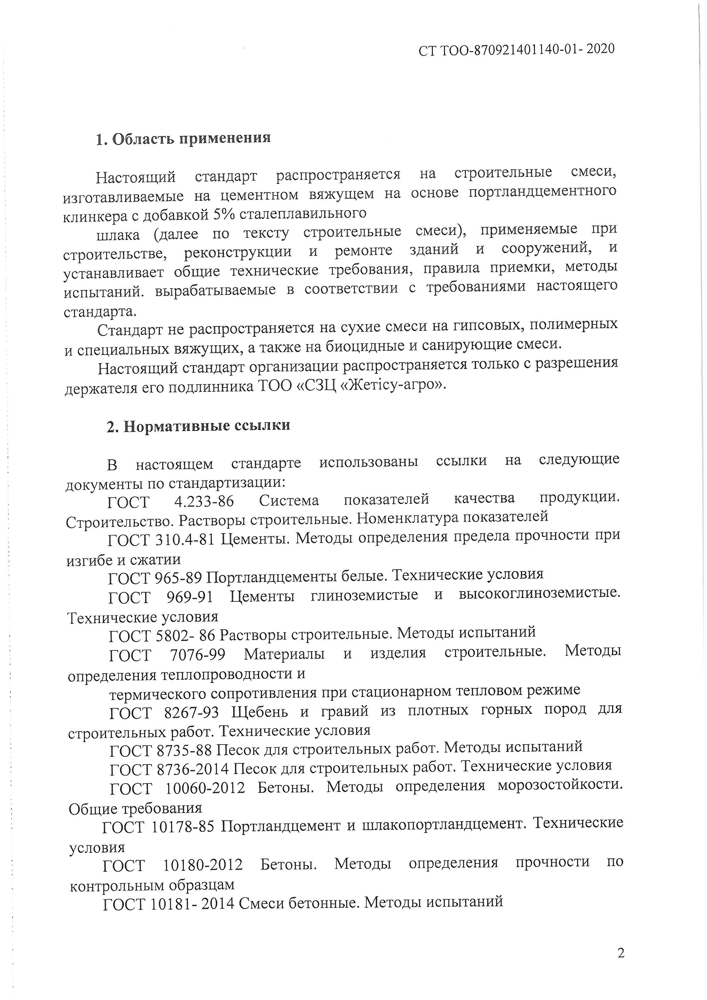 СТ ТОО-870921401140-01- 2020
1. Область применения
Настоящий стандарт распространяется на строительные смеси,
изготавливаемые на цементном вяжущем на основе портландцементного
клинкера с добавкой 5% сталеплавильного
шлака (далее по тексту строительные смеси), применяемые при
строительстве, реконструкции и ремонте зданий и сооружений, и
устанавливает общие технические требования, правила приемки, методы
испытаний. вырабатываемые в соответствии с требованиями настоящего
стандарта.
Стандарт не распространяется на сухие смеси на гипсовых, полимерных
и специальных вяжущих, а также на биоцидные и санирующие смеси.
Настоящий стандарт организации распространяется только с разрешения
держателя его подлинника ТОО «СЗЦ «Жетісу-агро».
2. Нормативные ссылки
В настоящем стандарте использованы ссылки на следующие
документы по стандартизации:
ГОСТ 4.233-86 Система показателей качества продукции.
Строительство. Растворы строительные. Номенклатура показателей
ГОСТ 310.4-81 Цементы. Методы определения предела прочности при
изгибе и сжатии
ГОСТ 965-89 Портландцементы белые. Технические условия
ГОСТ 969-91 Цементы глиноземистые и высокоглиноземистые.
Технические условия
ГОСТ 5802- 86 Растворы строительные. Методы испытаний
ГОСТ 7076-99 Материалы и изделия строительные. Методы
определения теплопроводности и
термического сопротивления при стационарном тепловом режиме
ГОСТ 8267-93 Щебень и гравий из плотных горных пород для
строительных работ. Технические условия
ГОСТ 8735-88 Песок для строительных работ. Методы испытаний
ГОСТ 8736-2014 Песок для строительных работ. Технические условия
ГОСТ 10060-2012 Бетоны. Методы определения морозостойкости.
Общие требования
ГОСТ 10178-85 Портландцемент и шлакопортландцемент. Технические
условия
ГОСТ 10180-2012 Бетоны. Методы определения прочности по
контрольным образцам
ГОСТ 10181- 2014 Смеси бетонные. Методы испытаний
2